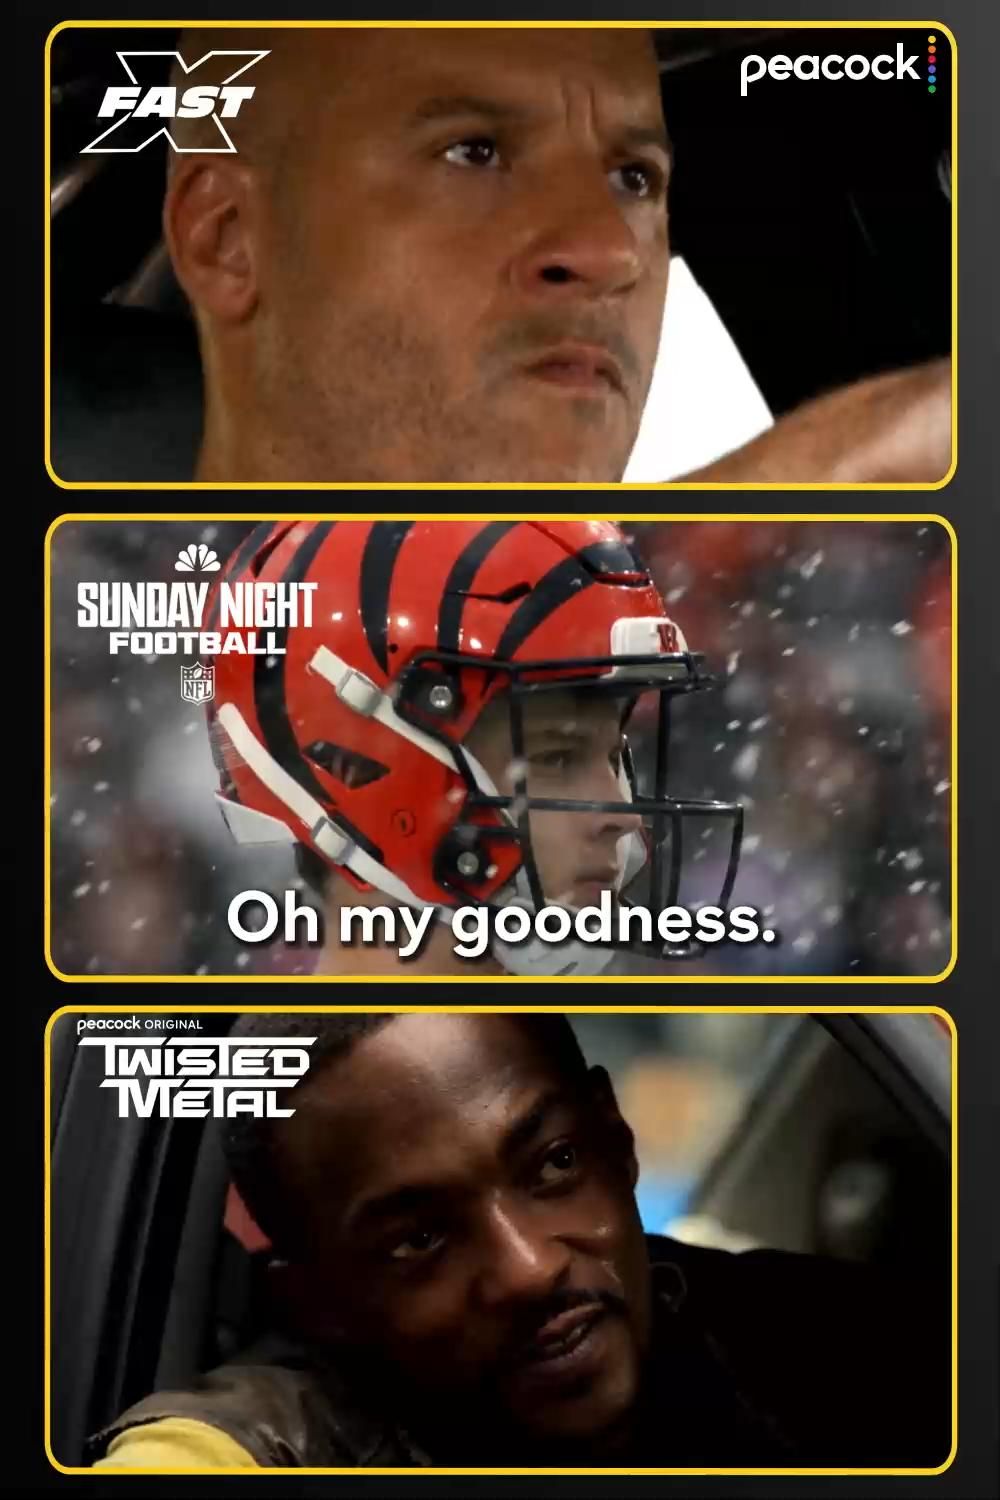 FAST
X
peacock
SUNDAY NIGHT
FOOTBALL
NFL
Oh my goodness.
peacock ORIGINAL
TWISTED
METAL